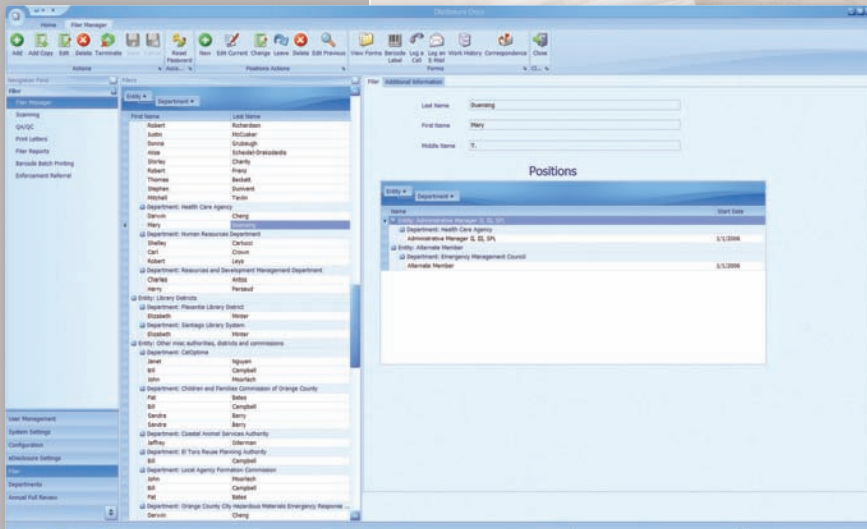 Disclosure Docs
Home Filer Manager
Add Add Copy Edit Delete Terminate Reset Password New Edit Current Change Leave Delete Edit Previous View Forms Barcode Label Log a Call Log an E-Mail Work History Correspondence Close
Actions Positions Actions Forms
Navigation Pane
Filer
Filer Manager
Scanning
QA/QC
Print Letters
Filer Reports
Barcode Batch Printing
Enforcement Referral
User Management
System Settings
Configuration
eDisclosure Settings
Filer
Departments
Annual Full Review
Filers
Entity
Department
First Name Last Name
Robert Richardson
Justin McCusker
Donna Grubaugh
Scheidel-Drakodaidis
Shirley Charity
Robert Franz
Thomas Beckett
Stephen Dunivent
Mitchell Tevlin
Department: Health Care Agency
Darwin Cheng
Mary Duensing
Department: Human Resources Department
Shelley Carlucci
Carl Crown
Robert Leys
Department: Resources and Development Management Department
Charles Antos
Harry Persaud
Entity: Library Districts
Department: Placentia Library District
Elizabeth Minter
Department: Santiago Library System
Elizabeth Minter
Entity: Other misc authorities, districts and commissions
Department: CalOptima
Janet Nguyen
Bill Campbell
John Moorlach
Department: Children and Families Commission of Orange County
Pat Bates
Bill Campbell
Sandra Barry
Sandra Barry
Department: Coastal Animal Services Authority
Jeffrey Dilkman
Department: El Toro Reuse Planning Authority
Bill Campbell
Department: Local Agency Formation Commission
John Moorlach
Bill Campbell
Pat Bates
Department: Orange County City Hazardous Materials Emergency Response ...
Darwin Cheng
Filer Additional Information
Last Name Duensing
First Name Mary
Middle Name T.
Positions
Entity
Department
Name Start Date
Entity: Administrative Manager II, III, SPL
Department: Health Care Agency
Administrative Manager II, III, SPL 1/1/2006
Entity: Alternate Member
Department: Emergency Management Council
Alternate Member 1/1/2006